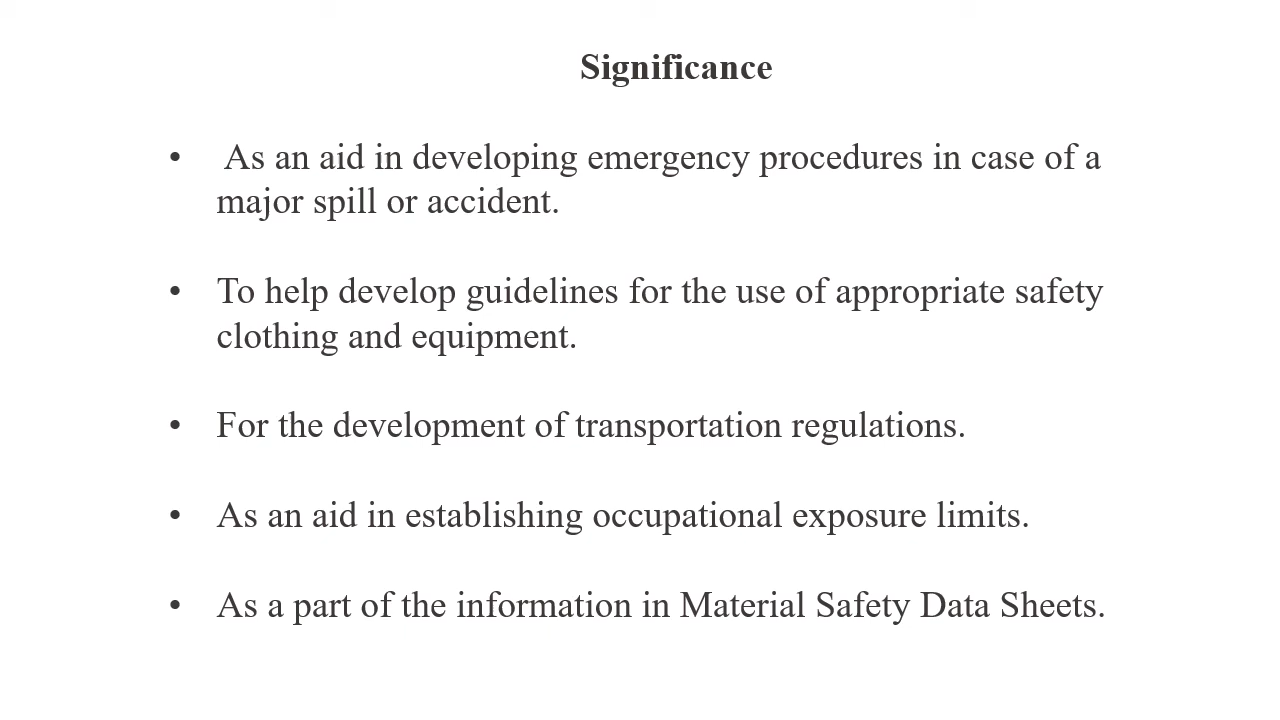 Significance
• As an aid in developing emergency procedures in case of a
major spill or accident.
• To help develop guidelines for the use of appropriate safety
clothing and equipment.
• For the development of transportation regulations.
• As an aid in establishing occupational exposure limits.
• As a part of the information in Material Safety Data Sheets.